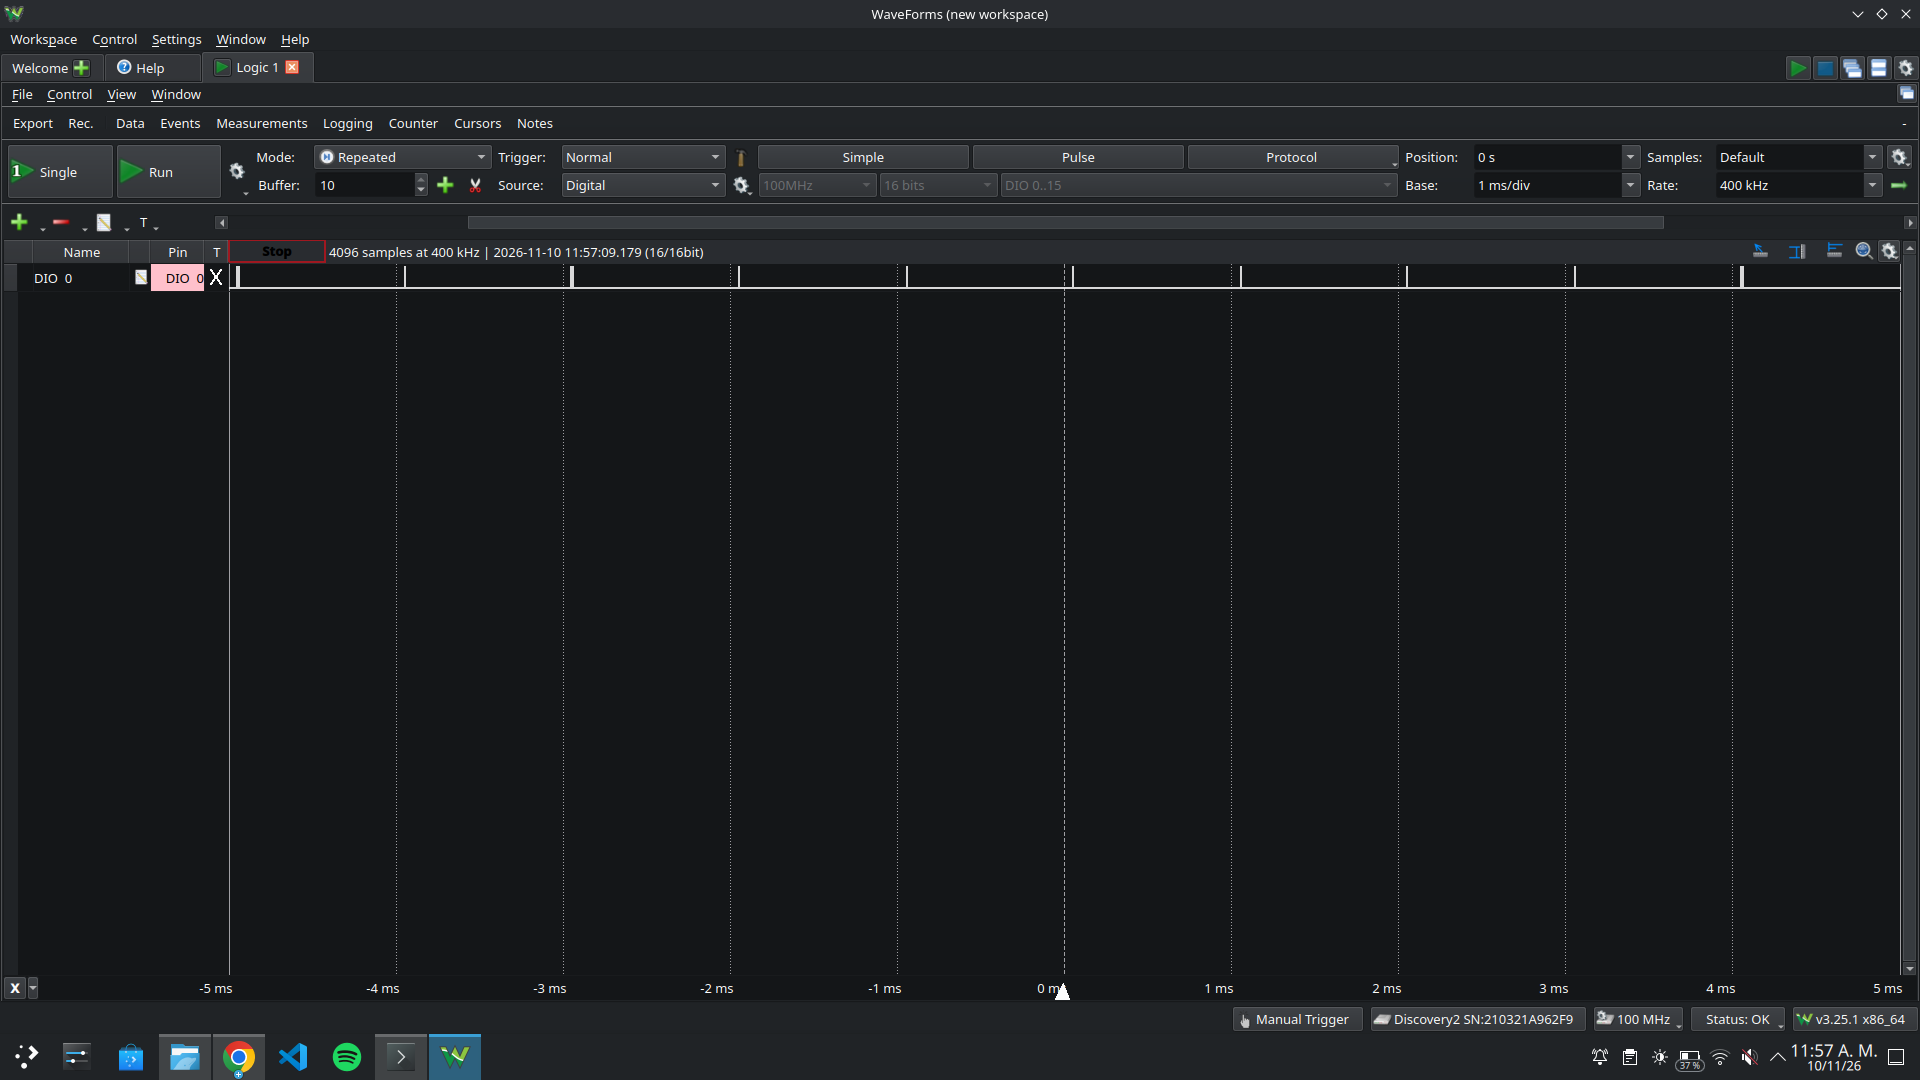 WaveForms (new workspace)
Workspace Control Settings Window Help
Welcome Help Logic 1
File Control View Window
Export Rec. Data Events Measurements Logging Counter Cursors Notes -
1 Single Run Mode: Repeated Trigger: Normal Simple Pulse Protocol Position: 0 s Samples: Default
Buffer: 10 Source: Digital 100MHz 16 bits DIO 0..15 Base: 1 ms/div Rate: 400 kHz
T
Name Pin T Stop 4096 samples at 400 kHz | 2026-11-10 11:57:09.179 (16/16bit)
DIO 0 DIO 0 X
X -5 ms -4 ms -3 ms -2 ms -1 ms 0 m 1 ms 2 ms 3 ms 4 ms 5 ms
Manual Trigger Discovery2 SN:210321A962F9 100 MHz Status: OK v3.25.1 x86_64
37 % 11:57 A. M.
10/11/26